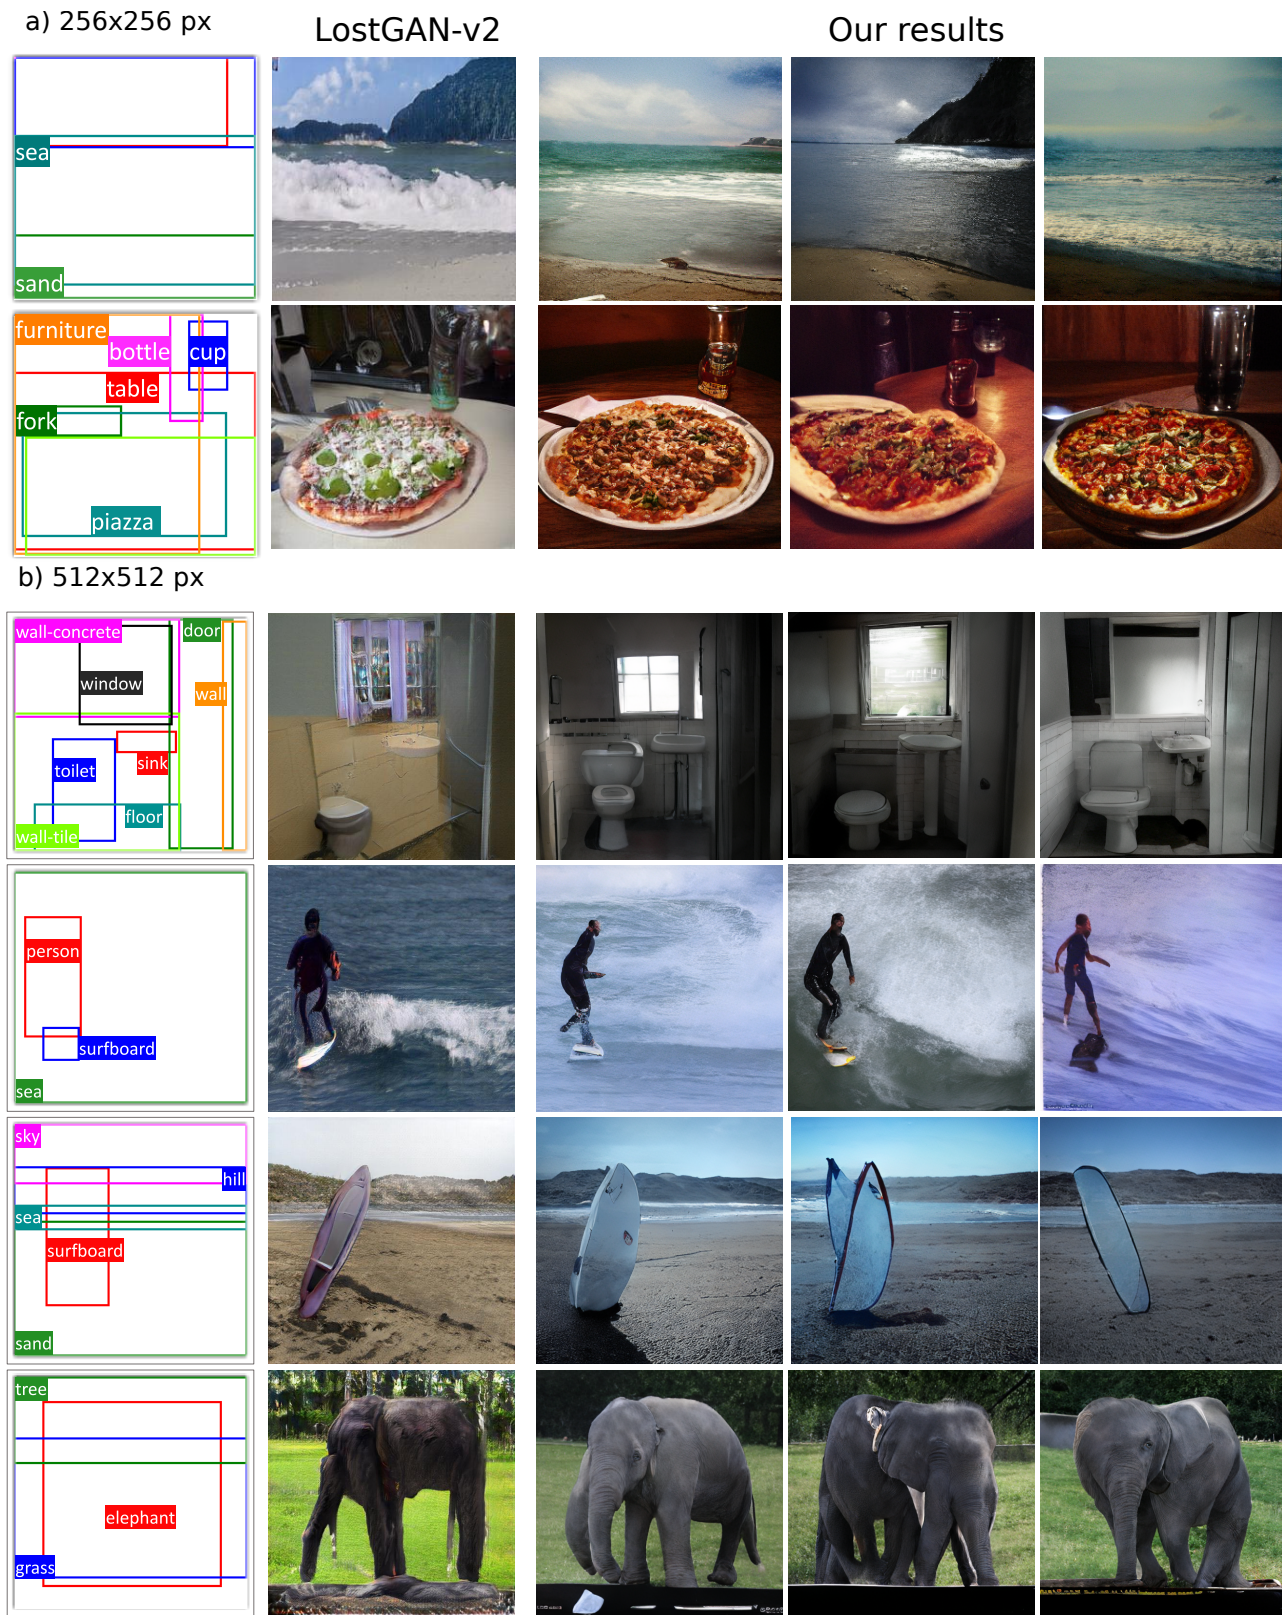 a) 256x256 px
LostGAN-v2
Our results
sea
sand
furniture
bottle
cup
table
fork
piazza
b) 512x512 px
wall-concrete
door
window
wall
sink
toilet
floor
wall-tile
person
surfboard
sea
sky
hill
sea
surfboard
sand
tree
elephant
grass